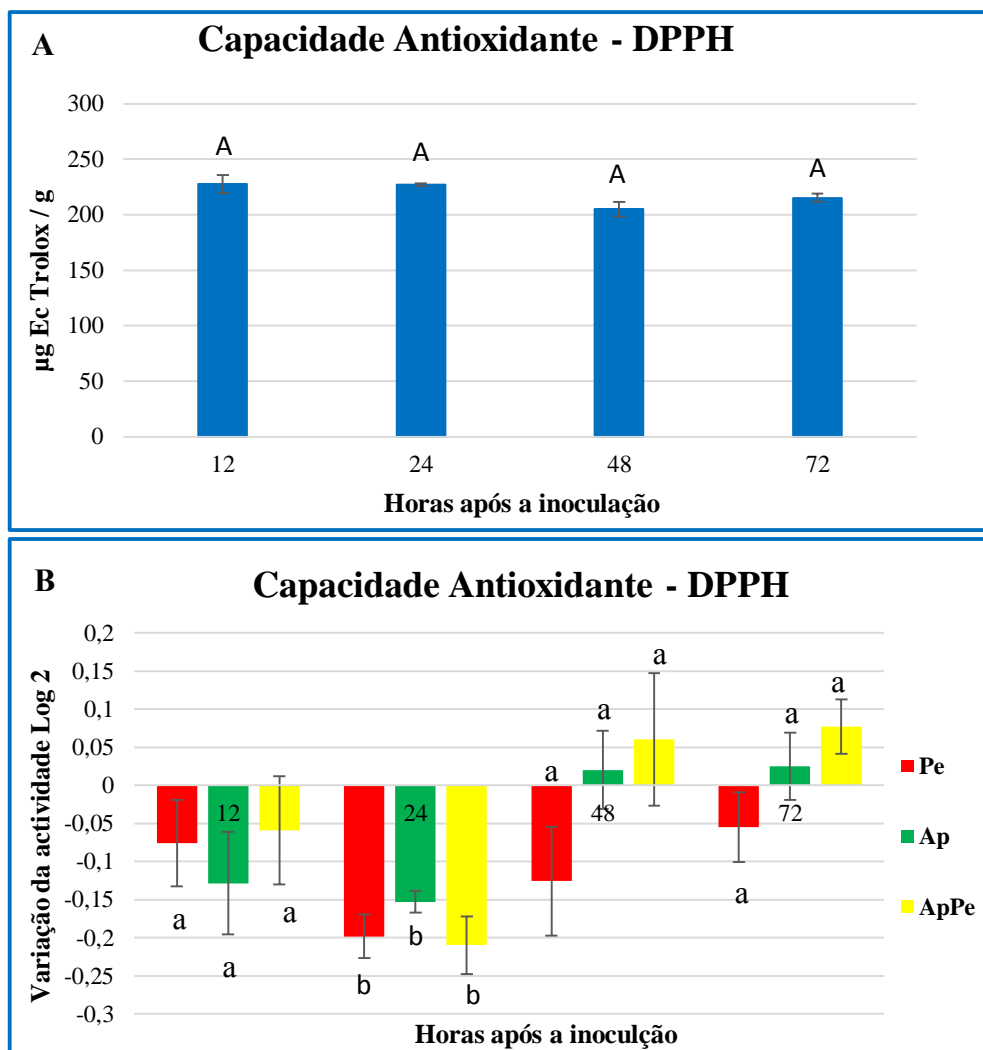 A
Capacidade Antioxidante - DPPH
µg Ec Trolox / g
300
250
200
150
100
50
0
A
A
A
A
12
24
48
72
Horas após a inoculação
B
Capacidade Antioxidante - DPPH
Variação da actividade Log 2
0,2
0,15
0,1
0,05
0
-0,05
-0,1
-0,15
-0,2
-0,25
-0,3
a
a
a
b
b
b
a
a
a
a
a
a
12
24
48
72
Horas após a inoculção
Pe
Ap
ApPe